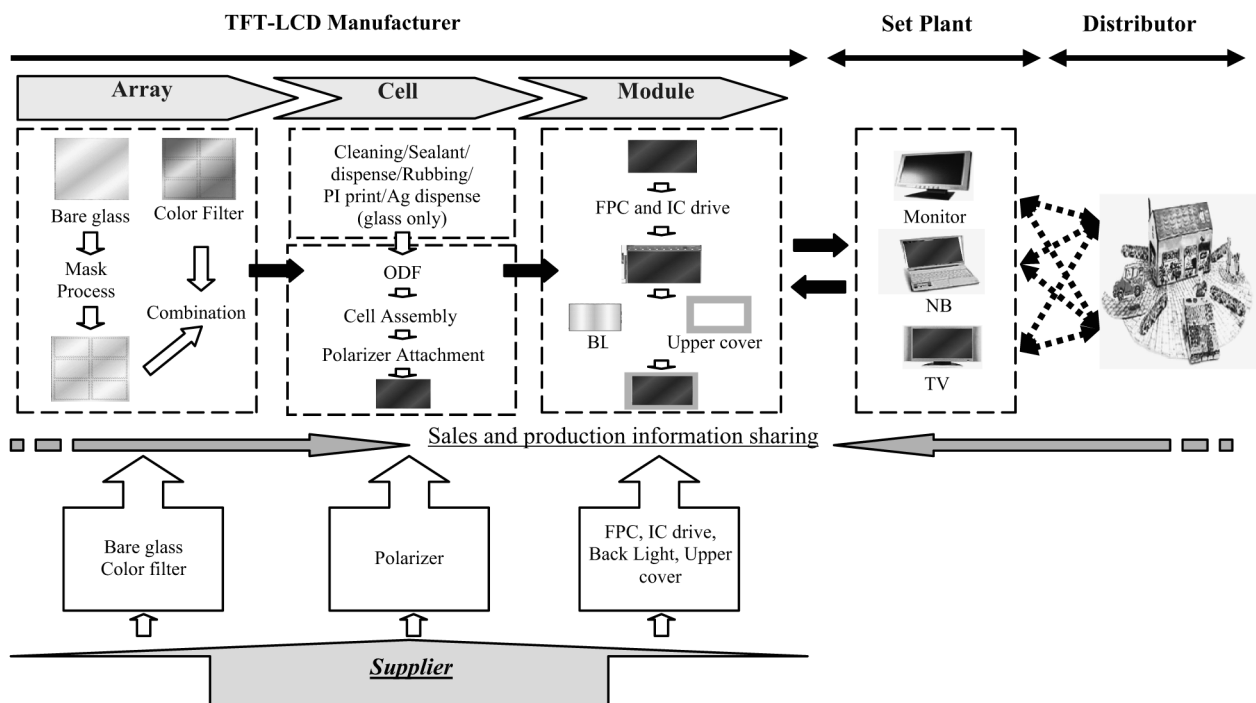 TFT-LCD Manufacturer
Set Plant
Distributor
Array
Cell
Module
Bare glass
Color Filter
Mask
Process
Combination
Cleaning/Sealant/
dispense/Rubbing/
PI print/Ag dispense
(glass only)
ODF
Cell Assembly
Polarizer Attachment
FPC and IC drive
BL
Upper cover
Monitor
NB
TV
Sales and production information sharing
Bare glass
Color filter
Polarizer
FPC, IC drive,
Back Light, Upper
cover
Supplier